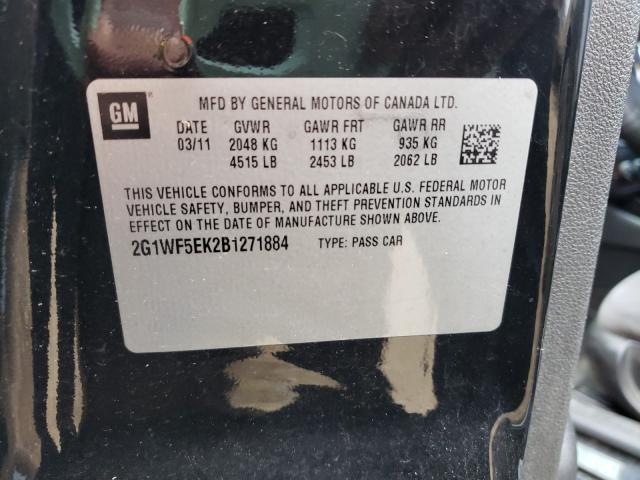 GM
MFD BY GENERAL MOTORS OF CANADA LTD.
DATE GVWR GAWR FRT GAWR RR
03/11 2048 KG 1113 KG 935 KG
4515 LB 2453 LB 2062 LB
THIS VEHICLE CONFORMS TO ALL APPLICABLE U.S. FEDERAL MOTOR
VEHICLE SAFETY, BUMPER, AND THEFT PREVENTION STANDARDS IN
EFFECT ON THE DATE OF MANUFACTURE SHOWN ABOVE.
2G1WF5EK2B1271884 TYPE: PASS CAR